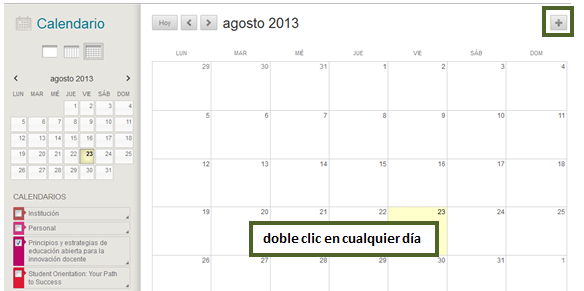 Calendario
agosto 2013
LUN MAR MIÉ JUE VIE SÁB DOM
1 2 3 4
5 6 7 8 9 10 11
12 13 14 15 16 17 18
19 20 21 22 23 24 25
26 27 28 29 30 31
CALENDARIOS
Institución
Personal
Principios y estrategias de
educación abierta para la
innovación docente
Student Orientation: Your Path
to Success
Hoy
agosto 2013
LUN MAR MIÉ JUE VIE SÁB DOM
29 30 31 1 2 3 4
5 6 7 8 9 10 11
12 13 14 15 16 17 18
19 20 21 22 23 24 25
doble clic en cualquier día
26 27 28 29 30 31 1